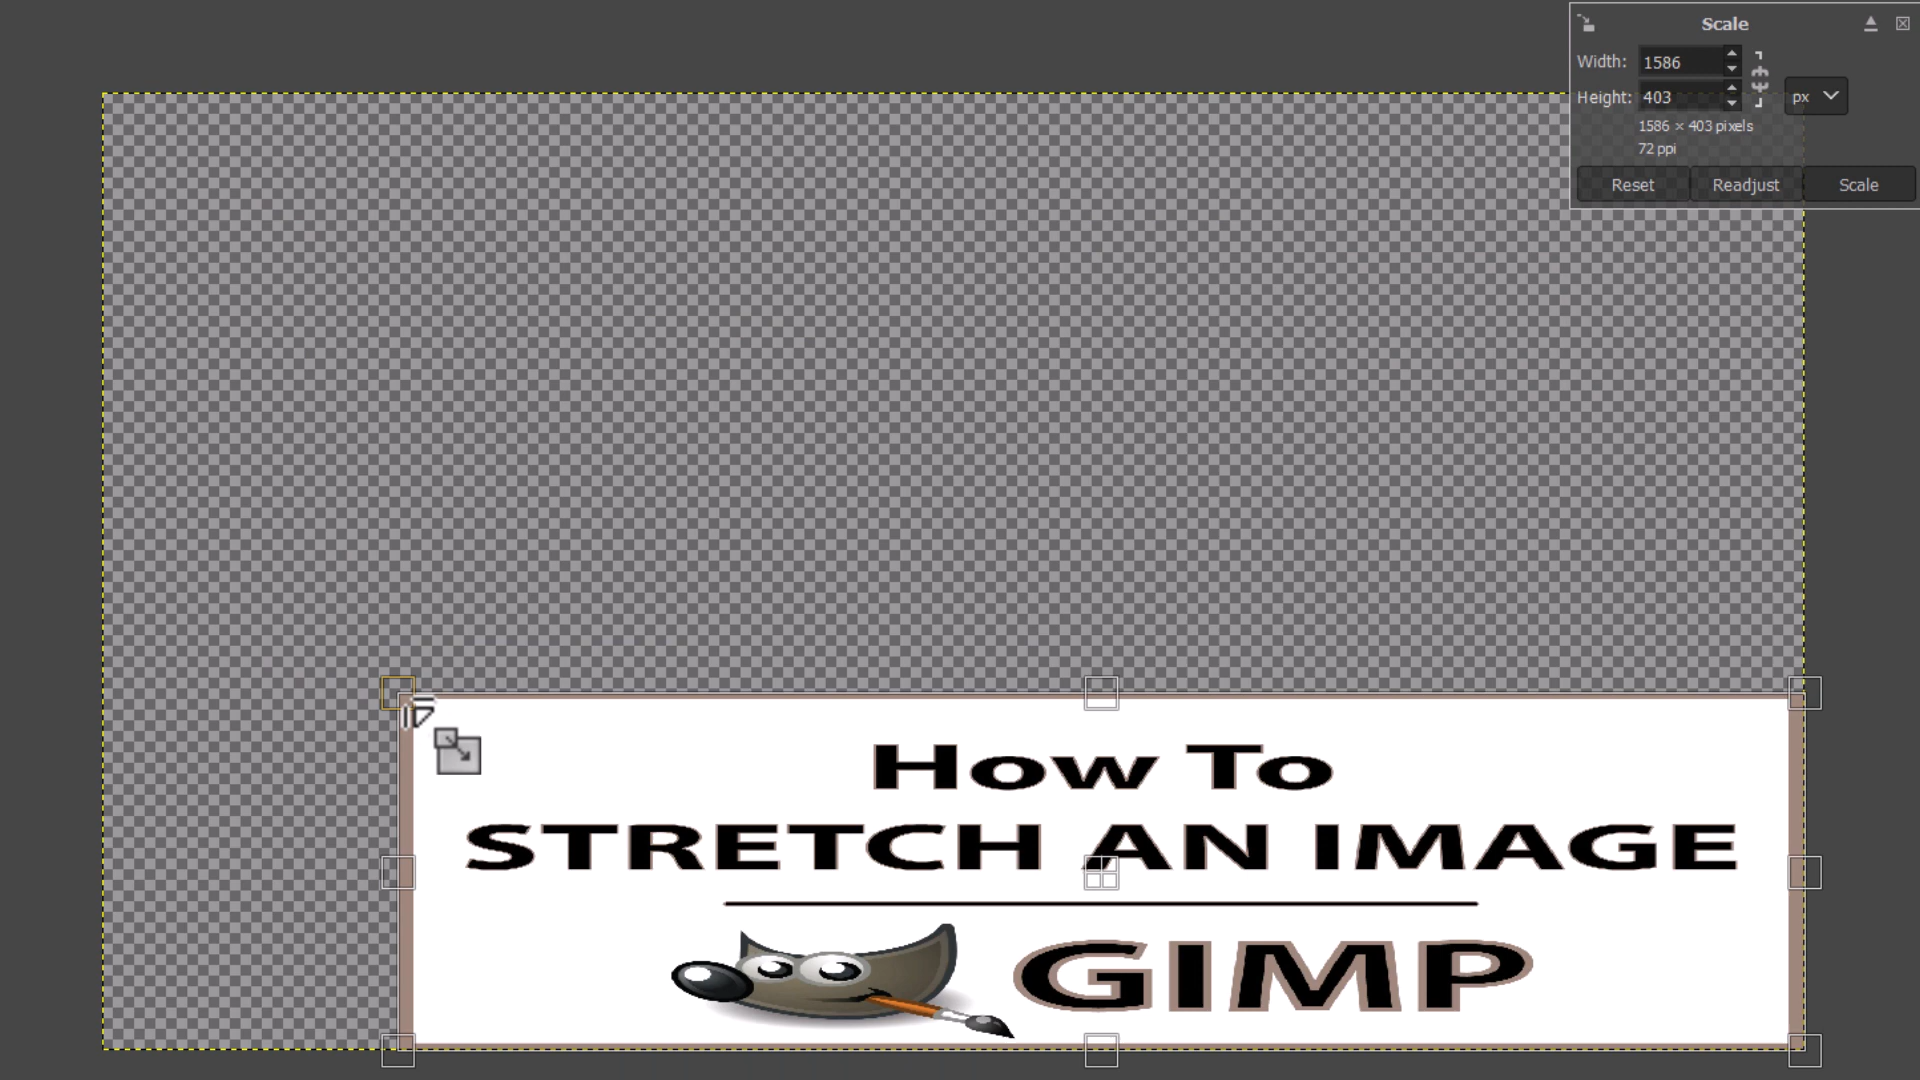 Scale
Width: 1586
Height: 403 px
1586 × 403 pixels
72 ppi
Reset Readjust Scale
How To
STRETCH AN IMAGE
GIMP